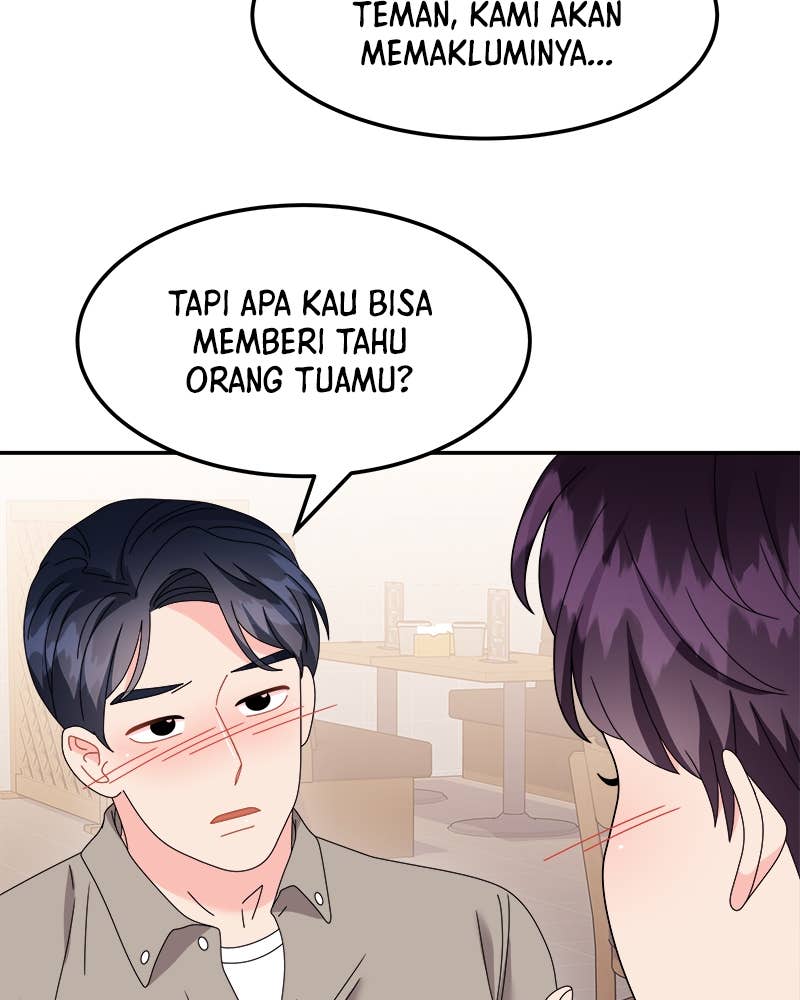 TEMAN, KAMI AKAN
MEMAKLUMINYA...
TAPI APA KAU BISA
MEMBERI TAHU
ORANG TUAMU?